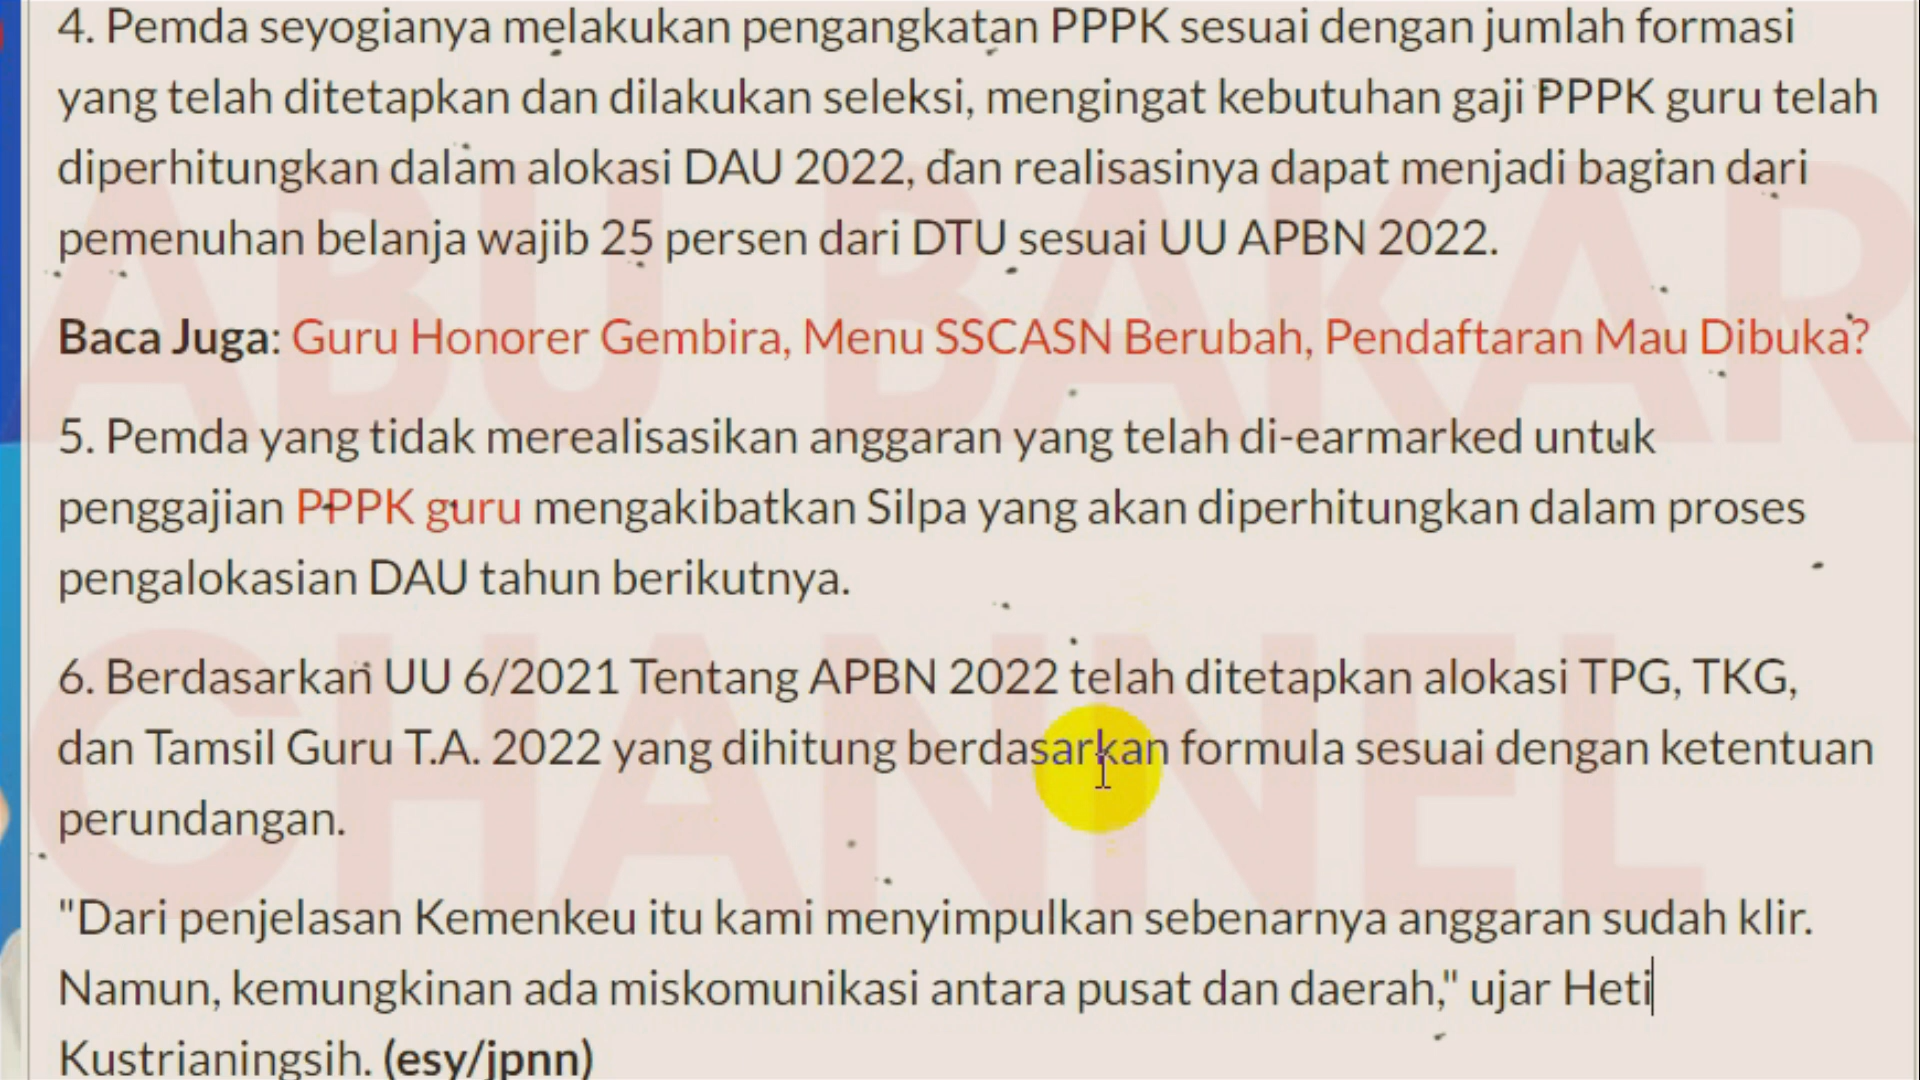 4. Pemda seyogianya melakukan pengangkatan PPPK sesuai dengan jumlah formasi
yang telah ditetapkan dan dilakukan seleksi, mengingat kebutuhan gaji PPPK guru telah
diperhitungkan dalam alokasi DAU 2022, dan realisasinya dapat menjadi bagian dari
pemenuhan belanja wajib 25 persen dari DTU sesuai UU APBN 2022.
Baca Juga: Guru Honorer Gembira, Menu SSCASN Berubah, Pendaftaran Mau Dibuka?
5. Pemda yang tidak merealisasikan anggaran yang telah di-earmarked untuk
penggajian PPPK guru mengakibatkan Silpa yang akan diperhitungkan dalam proses
pengalokasian DAU tahun berikutnya.
6. Berdasarkan UU 6/2021 Tentang APBN 2022 telah ditetapkan alokasi TPG, TKG,
dan Tamsil Guru T.A. 2022 yang dihitung berdasarkan formula sesuai dengan ketentuan
perundangan.
"Dari penjelasan Kemenkeu itu kami menyimpulkan sebenarnya anggaran sudah klir.
Namun, kemungkinan ada miskomunikasi antara pusat dan daerah," ujar Heti
Kustrianingsih. (esy/jpnn)
ABU BAKAR
CHANNEL